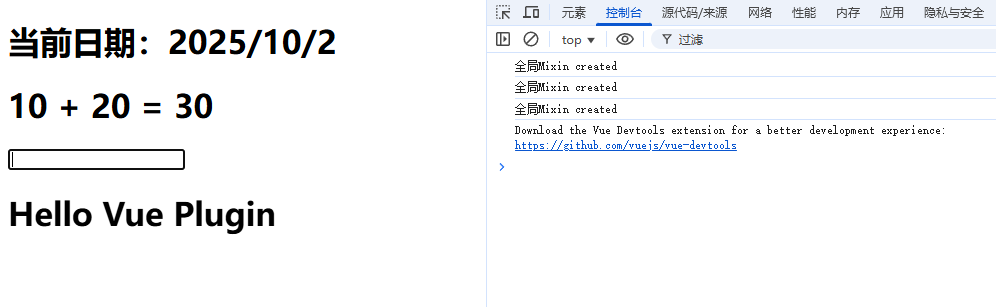 当前日期：2025/10/2
10 + 20 = 30
Hello Vue Plugin
元素 控制台 源代码/来源 网络 性能 内存 应用 隐私与安全
top 过滤
全局Mixin created
全局Mixin created
全局Mixin created
Download the Vue Devtools extension for a better development experience:
https://github.com/vuejs/vue-devtools